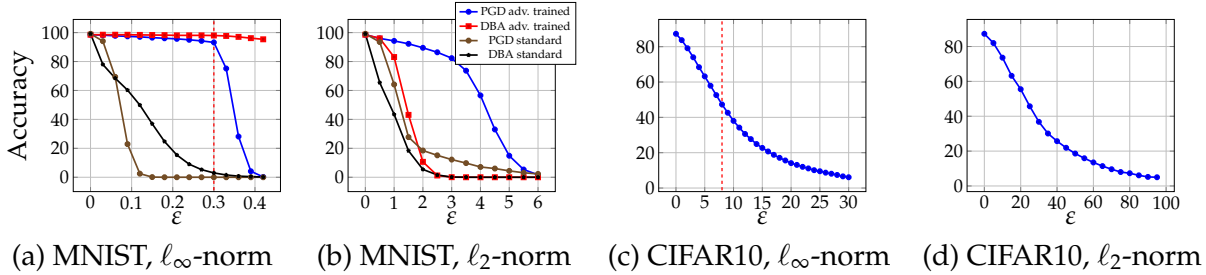 PGD adv. trained
DBA adv. trained
PGD standard
DBA standard
Accuracy
100
80
60
40
20
0
0 0.1 0.2 0.3 0.4
ε
(a) MNIST, ℓ∞-norm
100
80
60
40
20
0
0 1 2 3 4 5 6
ε
(b) MNIST, ℓ2-norm
80
60
40
20
0
0 5 10 15 20 25 30
ε
(c) CIFAR10, ℓ∞-norm
80
60
40
20
0
0 20 40 60 80 100
ε
(d) CIFAR10, ℓ2-norm